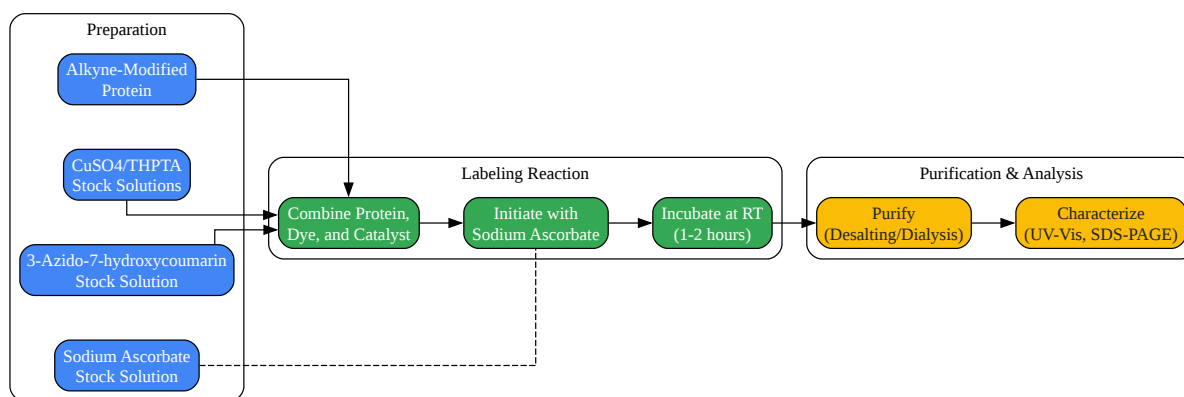 Preparation
Alkyne-Modified
Protein
CuSO4/THPTA
Stock Solutions
3-Azido-7-hydroxycoumarin
Stock Solution
Sodium Ascorbate
Stock Solution
Labeling Reaction
Combine Protein,
Dye, and Catalyst
Initiate with
Sodium Ascorbate
Incubate at RT
(1-2 hours)
Purification & Analysis
Purify
(Desalting/Dialysis)
Characterize
(UV-Vis, SDS-PAGE)